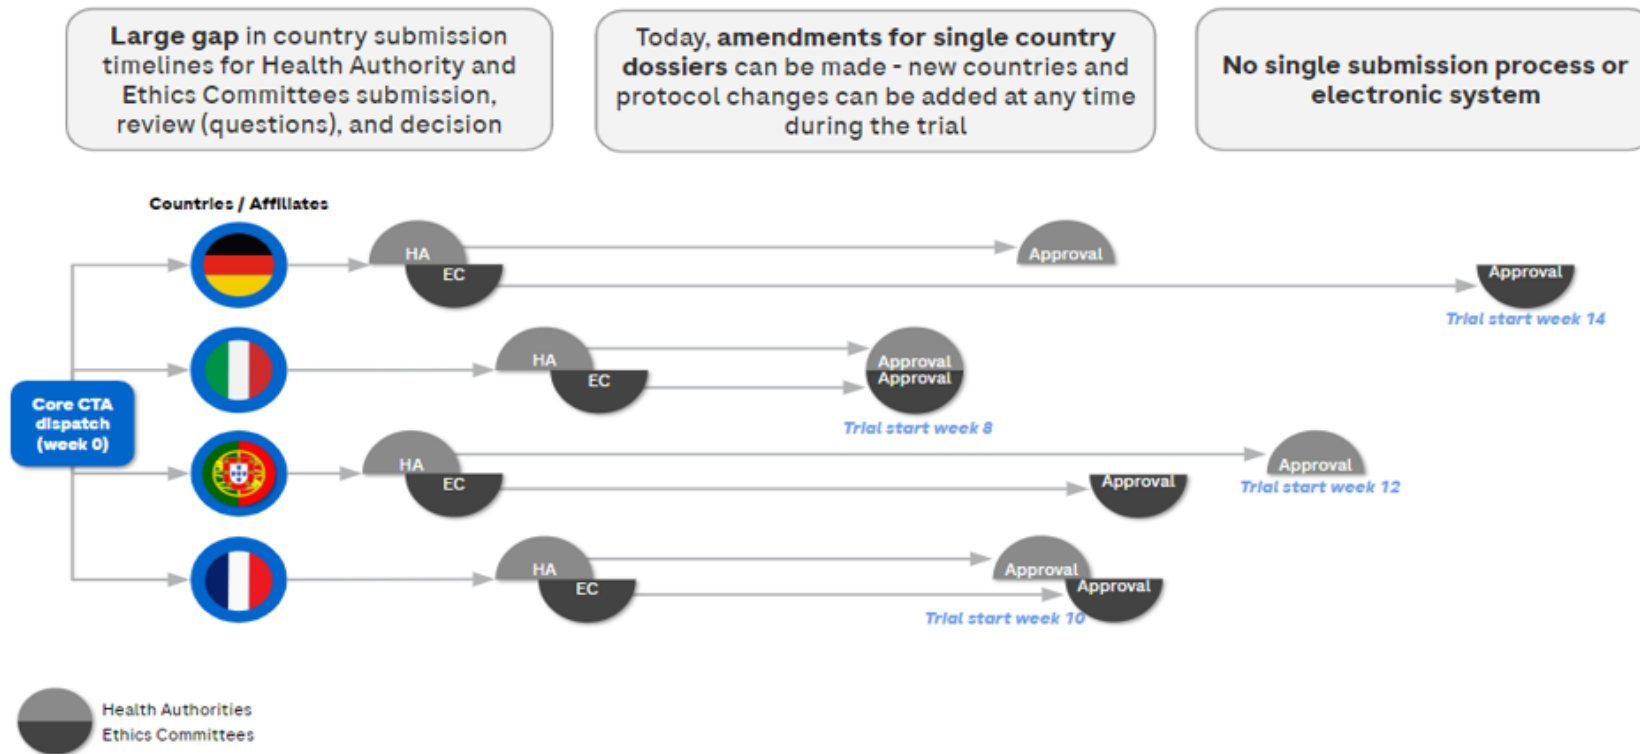 Large gap in country submission
timelines for Health Authority and
Ethics Committees submission,
review (questions), and decision
Today, amendments for single country
dossiers can be made - new countries and
protocol changes can be added at any time
during the trial
No single submission process or
electronic system
Countries / Affiliates
Core CTA
dispatch
(week 0)
HA
EC
Approval
Approval
Trial start week 14
HA
EC
Approval
Approval
Trial start week 8
HA
EC
Approval
Approval
Trial start week 12
HA
EC
Approval
Approval
Trial start week 10
Health Authorities
Ethics Committees